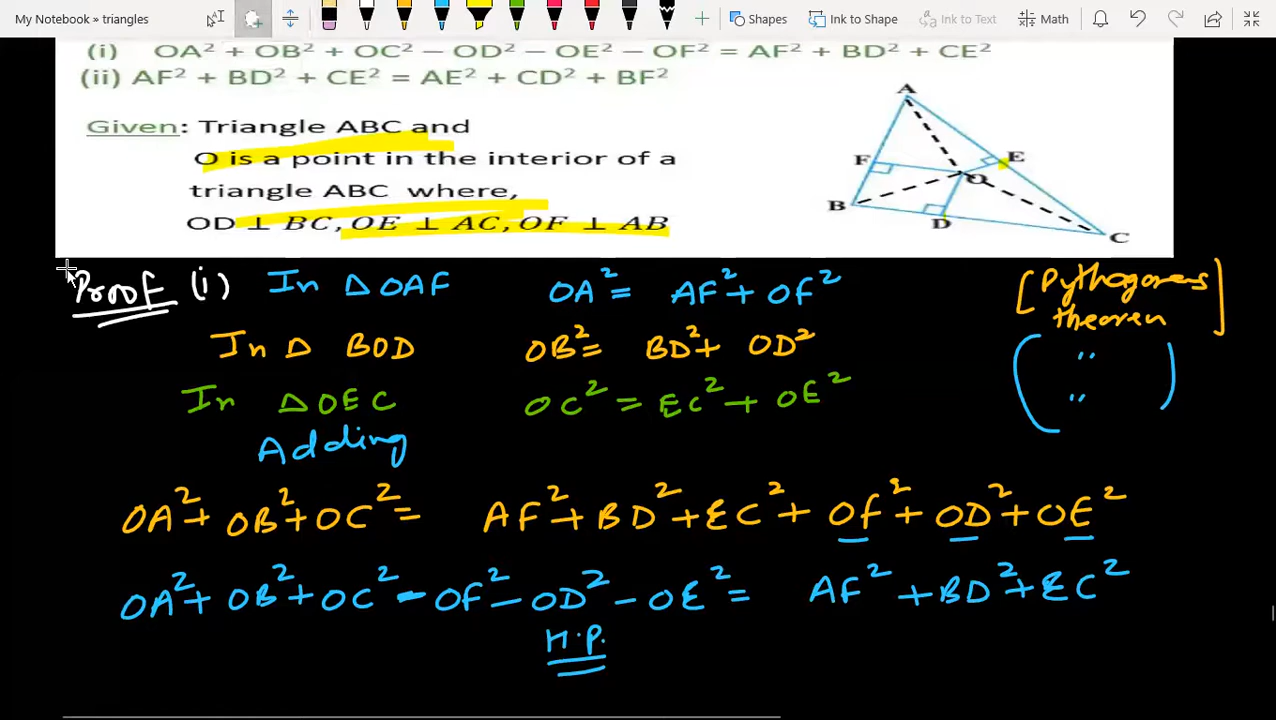 My Notebook » triangles
Shapes
Ink to Shape
Ink to Text
Math
(i) OA² + OB² + OC² – OD² – OE² – OF² = AF² + BD² + CE²
(ii) AF² + BD² + CE² = AE² + CD² + BF²
Given: Triangle ABC and
O is a point in the interior of a
triangle ABC where,
OD ⊥ BC, OE ⊥ AC, OF ⊥ AB
A
F
E
O
B
D
C
Proof (i) In ΔOAF OA² = AF² + OF² [Pythagoras
theoren]
In Δ BOD OB² = BD² + OD² ( "
In ΔOEC OC² = EC² + OE² " )
Adding
OA² + OB² + OC² = AF² + BD² + EC² + OF² + OD² + OE²
OA² + OB² + OC² - OF² - OD² - OE² = AF² + BD² + EC²
H.P.